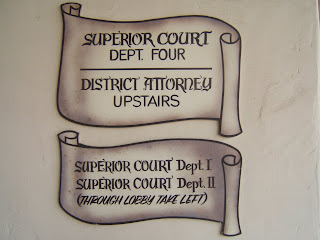 SUPERIOR COURT
DEPT. FOUR
DISTRICT ATTORNEY
UPSTAIRS
SUPERIOR COURT Dept. I
SUPERIOR COURT Dept. II
(THROUGH LOBBY TAKE LEFT)